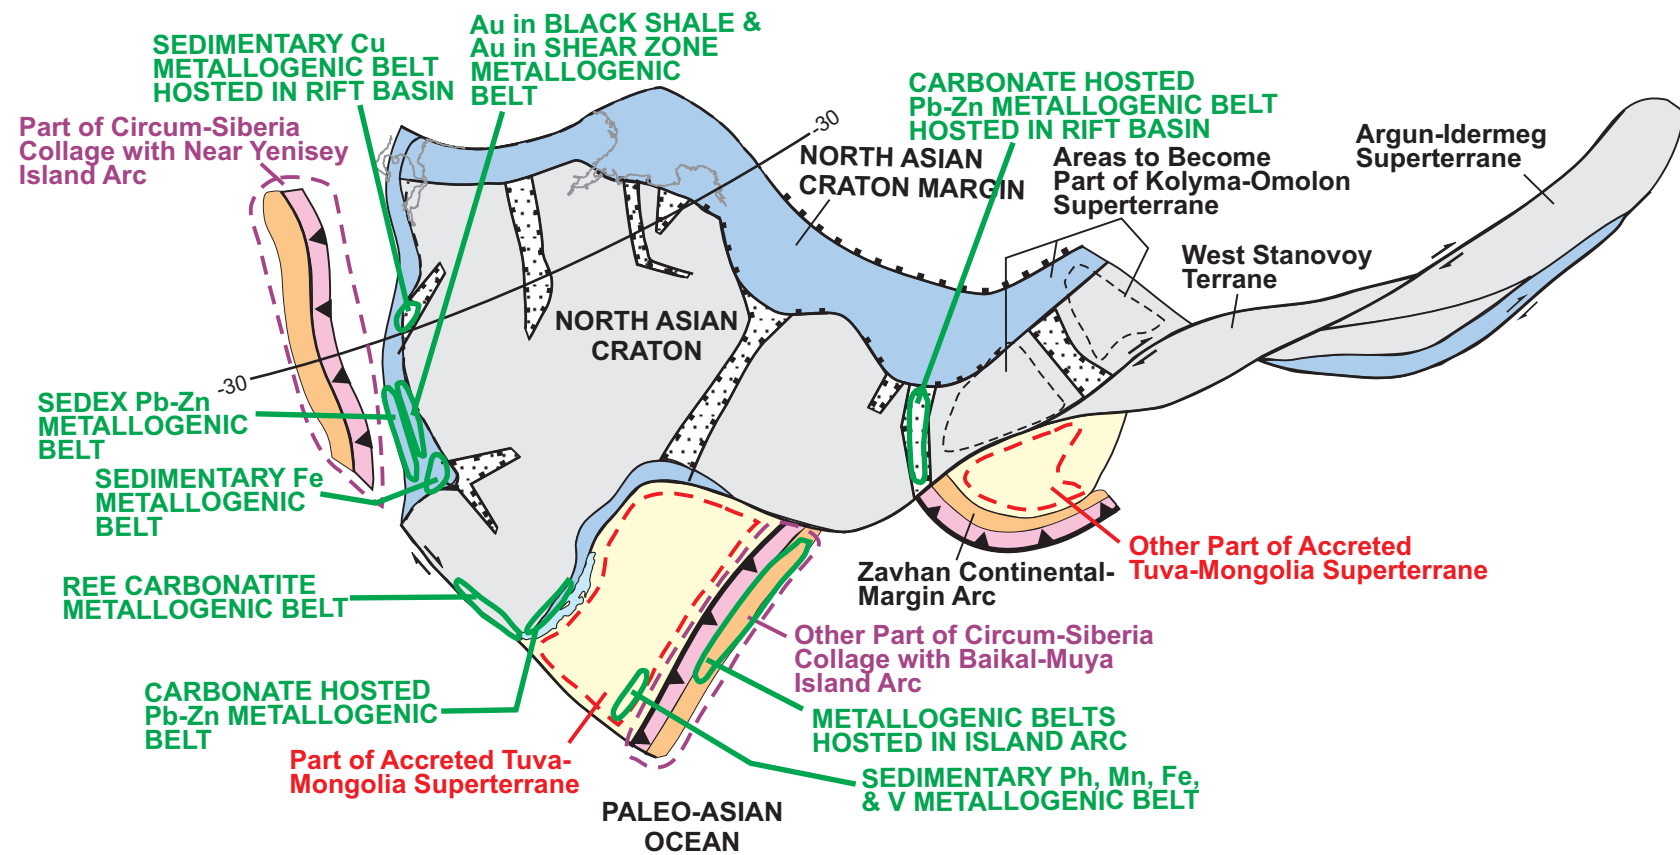 SEDIMENTARY Cu
METALLOGENIC BELT
HOSTED IN RIFT BASIN
Au in BLACK SHALE &
Au in SHEAR ZONE
METALLOGENIC
BELT
Part of Circum-Siberia
Collage with Near Yenisey
Island Arc
CARBONATE HOSTED
Pb-Zn METALLOGENIC BELT
HOSTED IN RIFT BASIN
-30
NORTH ASIAN
CRATON MARGIN
Areas to Become
Part of Kolyma-Omolon
Superterrane
Argun-Idermeg
Superterrane
West Stanovoy
Terrane
NORTH ASIAN
CRATON
-30
SEDEX Pb-Zn
METALLOGENIC
BELT
SEDIMENTARY Fe
METALLOGENIC
BELT
REE CARBONATITE
METALLOGENIC BELT
CARBONATE HOSTED
Pb-Zn METALLOGENIC
BELT
Part of Accreted Tuva-
Mongolia Superterrane
Zavhan Continental-
Margin Arc
Other Part of Accreted
Tuva-Mongolia Superterrane
Other Part of Circum-Siberia
Collage with Baikal-Muya
Island Arc
METALLOGENIC BELTS
HOSTED IN ISLAND ARC
SEDIMENTARY Ph, Mn, Fe,
& V METALLOGENIC BELT
PALEO-ASIAN
OCEAN